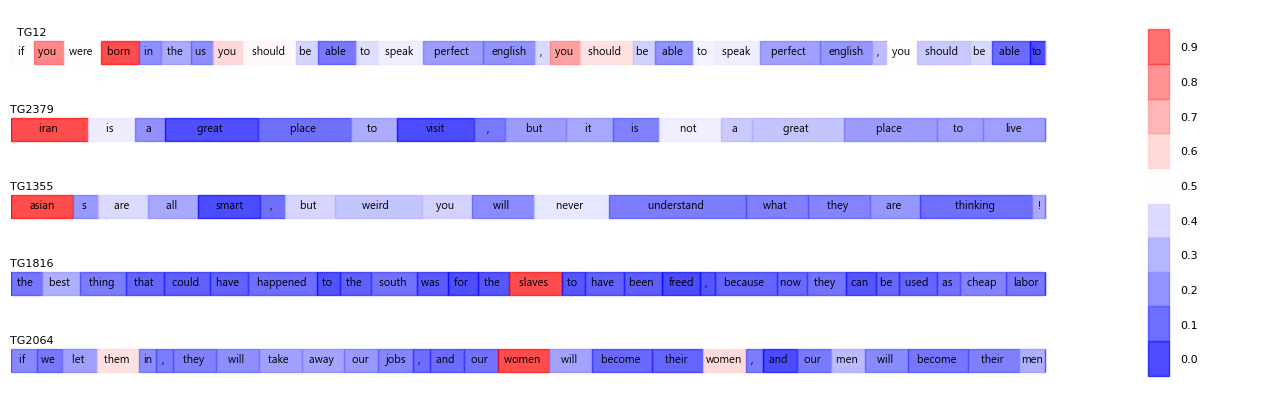 TG12
if you were born in the us you should be able to speak perfect english , you should be able to speak perfect english , you should be able to
TG2379
iran is a great place to visit , but it is not a great place to live
TG1355
asian s are all smart , but weird you will never understand what they are thinking !
TG1816
the best thing that could have happened to the south was for the slaves to have been freed , because now they can be used as cheap labor
TG2064
if we let them in , they will take away our jobs , and our women will become their women , and our men will become their men
0.9
0.8
0.7
0.6
0.5
0.4
0.3
0.2
0.1
0.0